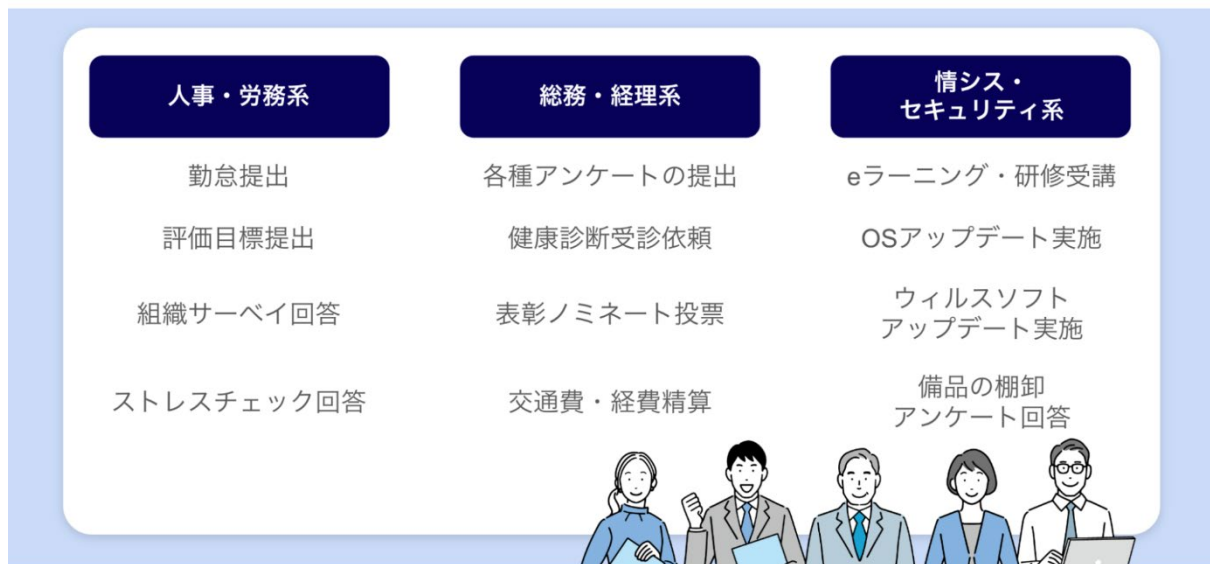 人事・労務系
勤怠提出
評価目標提出
組織サーベイ回答
ストレスチェック回答
総務・経理系
各種アンケートの提出
健康診断受診依頼
表彰ノミネート投票
交通費・経費精算
情シス・
セキュリティ系
eラーニング・研修受講
OSアップデート実施
ウィルスソフト
アップデート実施
備品の棚卸
アンケート回答